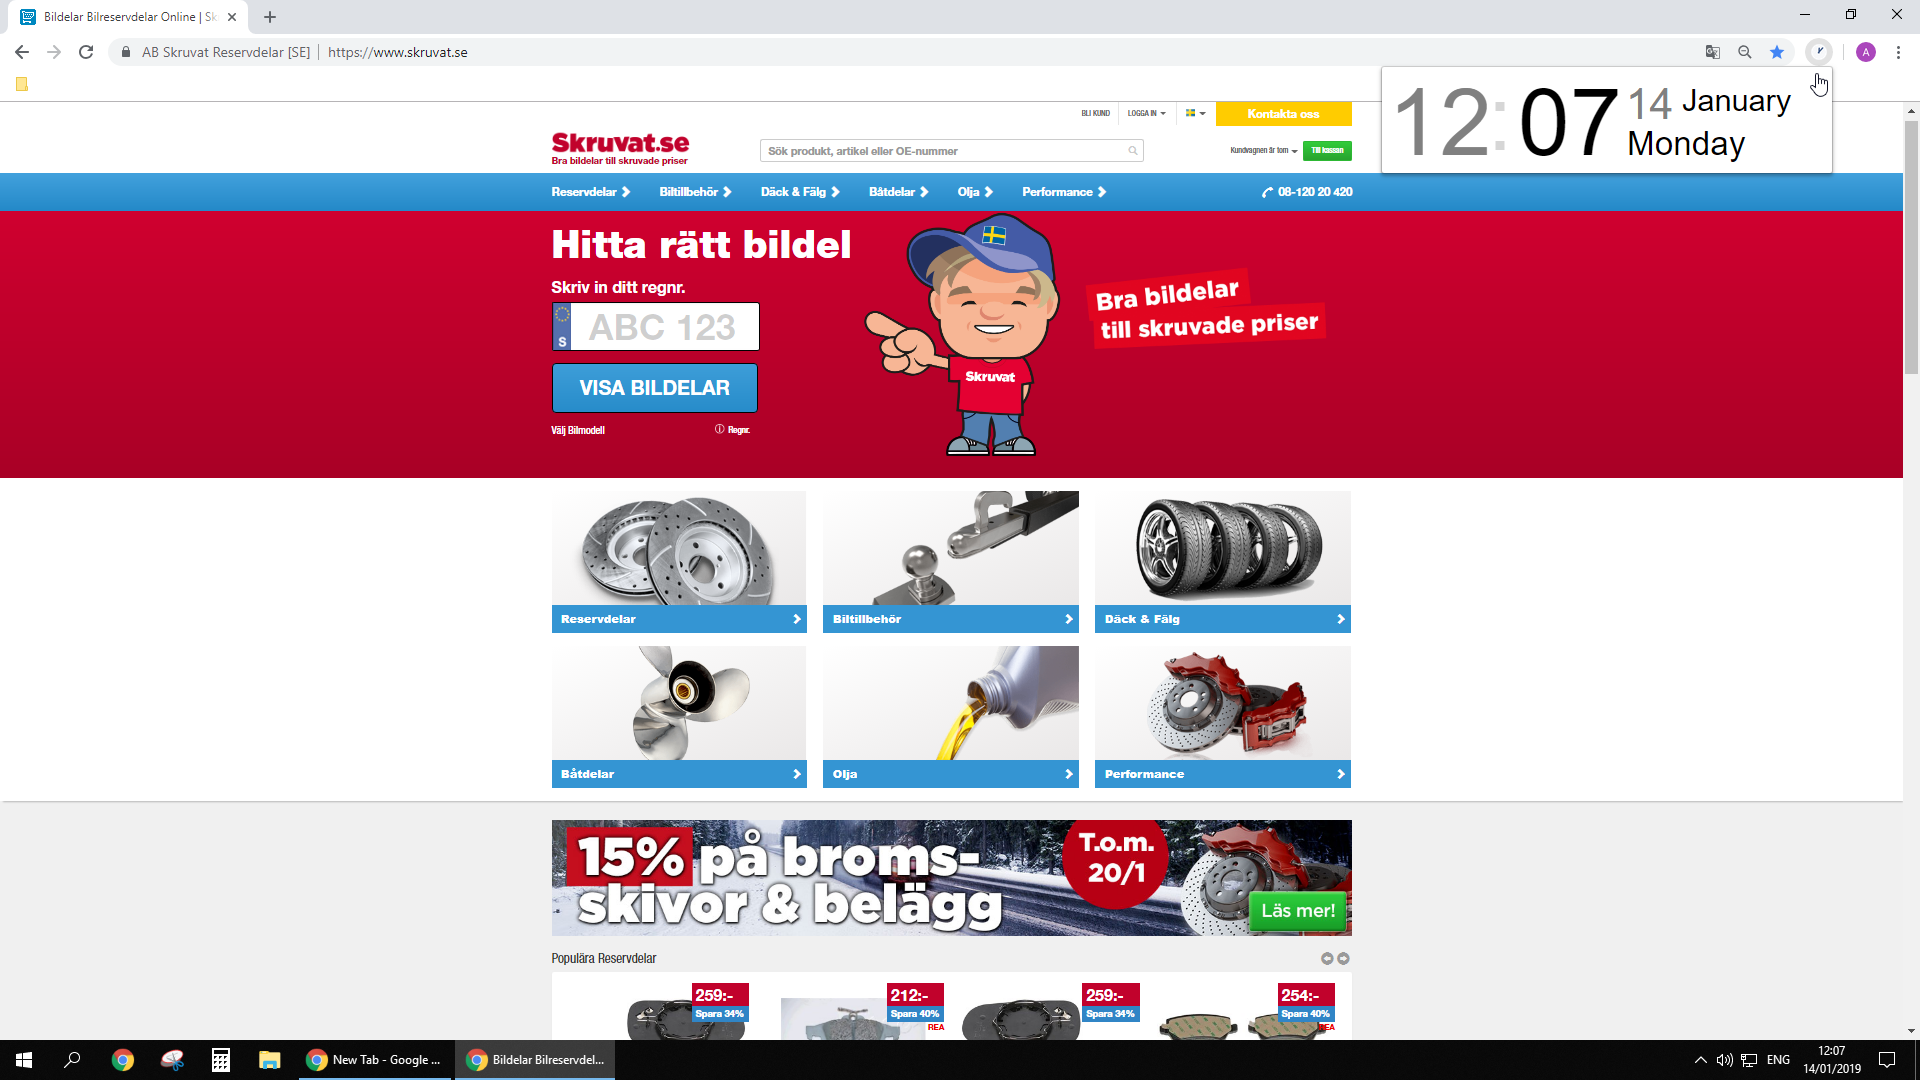 Bildelar Bilreservdelar Online | Sk
AB Skruvat Reservdelar [SE]
https://www.skruvat.se
A
12:07
14 January
Monday
BLI KUND
LOGGA IN
Kontakta oss
Skruvat.se
Bra bildelar till skruvade priser
Sök produkt, artikel eller OE-nummer
Kundvagnen är tom
Till kassan
Reservdelar
Biltillbehör
Däck & Fälg
Båtdelar
Olja
Performance
08-120 20 420
Hitta rätt bildel
Skriv in ditt regnr.
S
ABC 123
VISA BILDELAR
Välj Bilmodell
Regnr.
Skruvat
Bra bildelar
till skruvade priser
Reservdelar
Biltillbehör
Däck & Fälg
Båtdelar
Olja
Performance
15% på broms-
skivor & belägg
T.o.m.
20/1
Läs mer!
Populära Reservdelar
259:-
Spara 34%
212:-
Spara 40%
REA
259:-
Spara 34%
254:-
Spara 40%
REA
New Tab - Google ...
Bildelar Bilreservdel...
ENG
12:07
14/01/2019